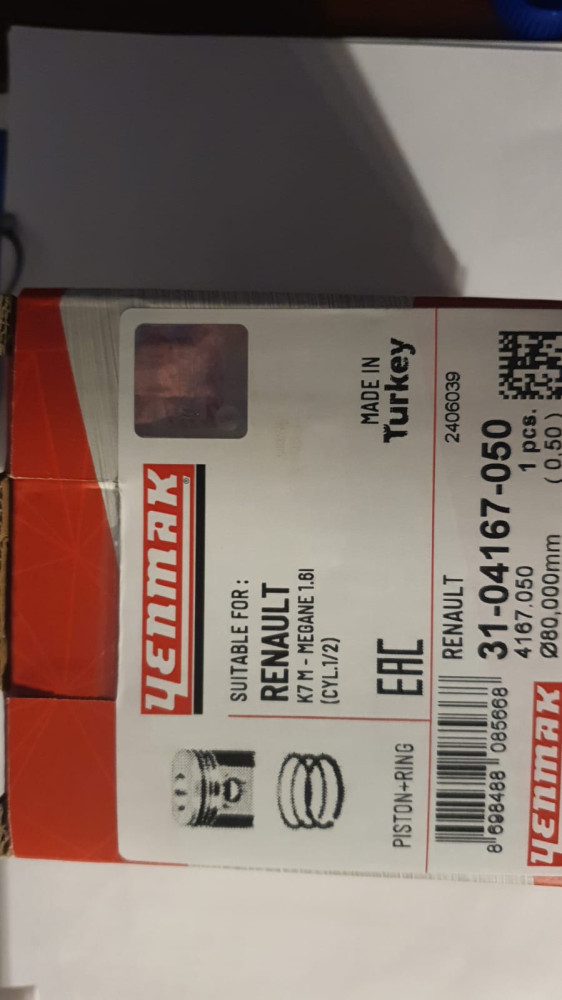 YENMAK®
SUITABLE FOR :
RENAULT
K7 M - MEGANE 1.6I
(CYL.1/2)
MADE IN
Turkey
EAC
PISTON+RING
RENAULT
2406039
31-04167-050
4167.050
1 pcs.
Ø80,000mm
( 0,50 )
8 698488 085668
YENMAK